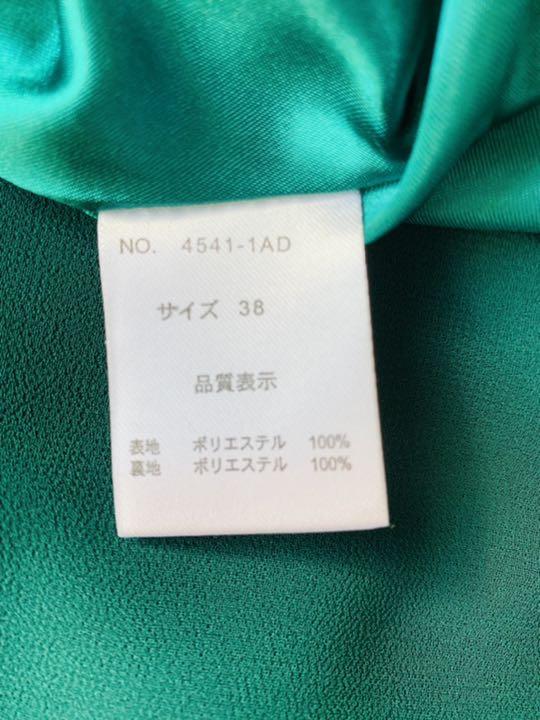 NO. 4541-1AD
サイズ 38
品質表示
表地 ポリエステル 100%
裏地 ポリエステル 100%